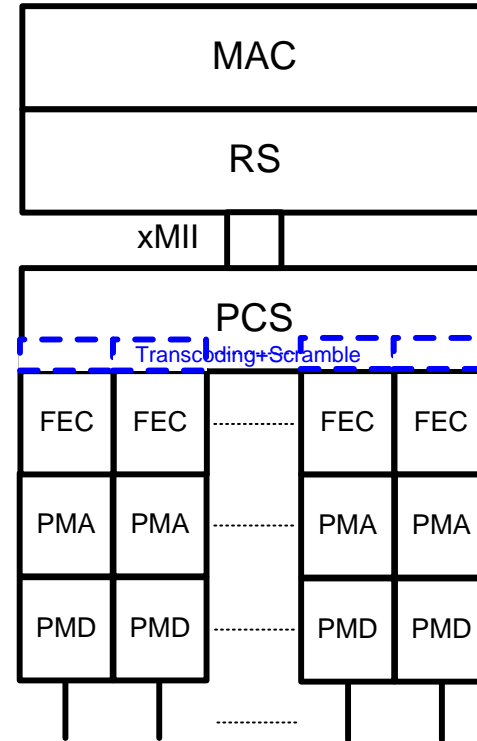 MAC
RS
xMII
PCS
Transcoding+Scramble
FEC FEC FEC FEC
PMA PMA PMA PMA
PMD PMD PMD PMD